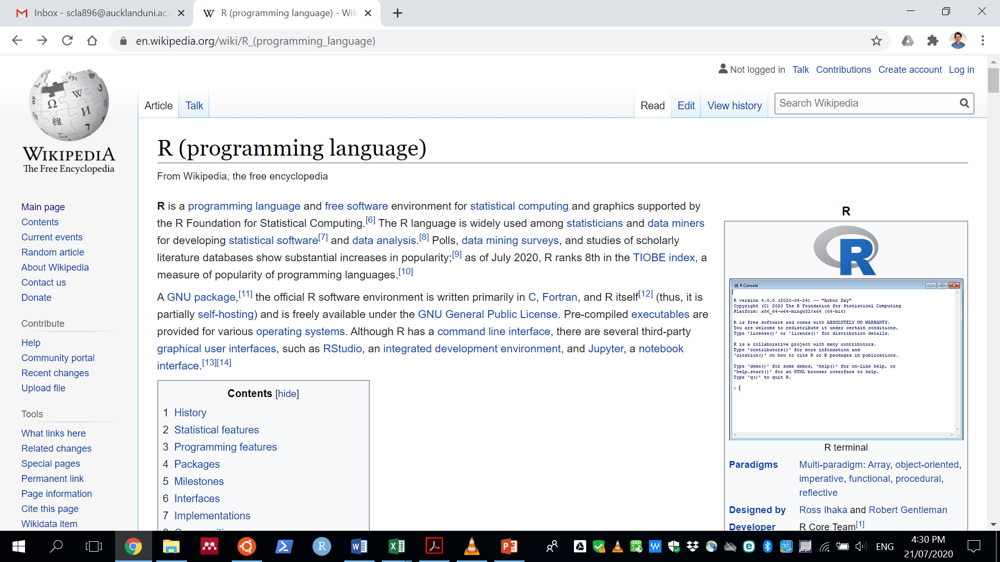 Inbox - scla896@aucklanduni.ac.
R (programming language) - Wik
en.wikipedia.org/wiki/R_(programming_language)
Not logged in Talk Contributions Create account Log in
Article Talk Read Edit View history Search Wikipedia
WIKIPEDIA
The Free Encyclopedia
Main page
Contents
Current events
Random article
About Wikipedia
Contact us
Donate
Contribute
Help
Community portal
Recent changes
Upload file
Tools
What links here
Related changes
Special pages
Permanent link
Page information
Cite this page
Wikidata item
R (programming language)
From Wikipedia, the free encyclopedia
R is a programming language and free software environment for statistical computing and graphics supported by
the R Foundation for Statistical Computing.[6] The R language is widely used among statisticians and data miners
for developing statistical software[7] and data analysis.[8] Polls, data mining surveys, and studies of scholarly
literature databases show substantial increases in popularity;[9] as of July 2020, R ranks 8th in the TIOBE index, a
measure of popularity of programming languages.[10]
A GNU package,[11] the official R software environment is written primarily in C, Fortran, and R itself[12] (thus, it is
partially self-hosting) and is freely available under the GNU General Public License. Pre-compiled executables are
provided for various operating systems. Although R has a command line interface, there are several third-party
graphical user interfaces, such as RStudio, an integrated development environment, and Jupyter, a notebook
interface.[13][14]
Contents [hide]
1 History
2 Statistical features
3 Programming features
4 Packages
5 Milestones
6 Interfaces
7 Implementations
R
R
R Console
R version 4.0.0 (2020-04-24) -- "Arbor Day"
Copyright (C) 2020 The R Foundation for Statistical Computing
Platform: x86_64-w64-mingw32/x64 (64-bit)
R is free software and comes with ABSOLUTELY NO WARRANTY.
You are welcome to redistribute it under certain conditions.
Type 'license()' or 'licence()' for distribution details.
R is a collaborative project with many contributors.
Type 'contributors()' for more information and
'citation()' on how to cite R or R packages in publications.
Type 'demo()' for some demos, 'help()' for on-line help, or
'help.start()' for an HTML browser interface to help.
Type 'q()' to quit R.
>
R terminal
Paradigms Multi-paradigm: Array, object-oriented,
imperative, functional, procedural,
reflective
Designed by Ross Ihaka and Robert Gentleman
Developer R Core Team[1]
ENG
4:30 PM
21/07/2020